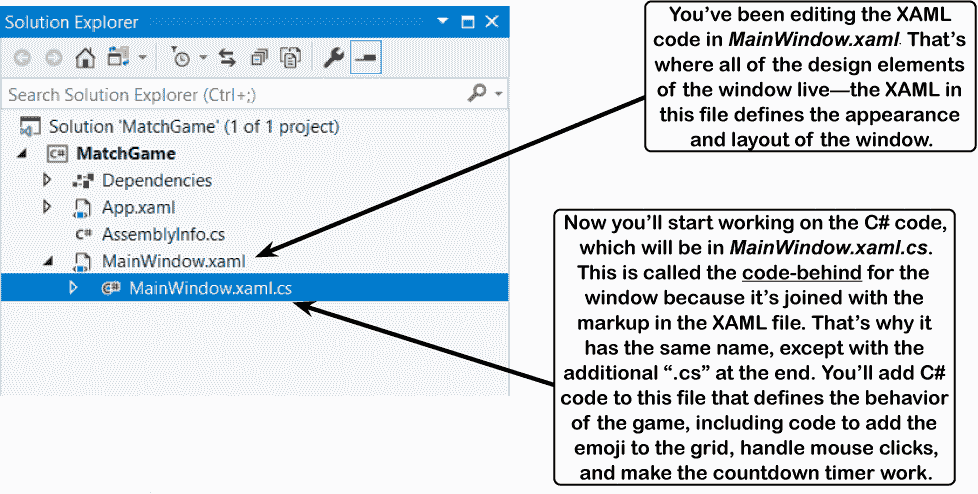 Solution Explorer
Search Solution Explorer (Ctrl+;)
Solution 'MatchGame' (1 of 1 project)
C# MatchGame
Dependencies
App.xaml
C# AssemblyInfo.cs
MainWindow.xaml
C# MainWindow.xaml.cs
You’ve been editing the XAML
code in MainWindow.xaml. That’s
where all of the design elements
of the window live—the XAML in
this file defines the appearance
and layout of the window.
Now you’ll start working on the C# code,
which will be in MainWindow.xaml.cs.
This is called the code-behind for the
window because it’s joined with the
markup in the XAML file. That’s why it
has the same name, except with the
additional “.cs” at the end. You’ll add C#
code to this file that defines the behavior
of the game, including code to add the
emoji to the grid, handle mouse clicks,
and make the countdown timer work.